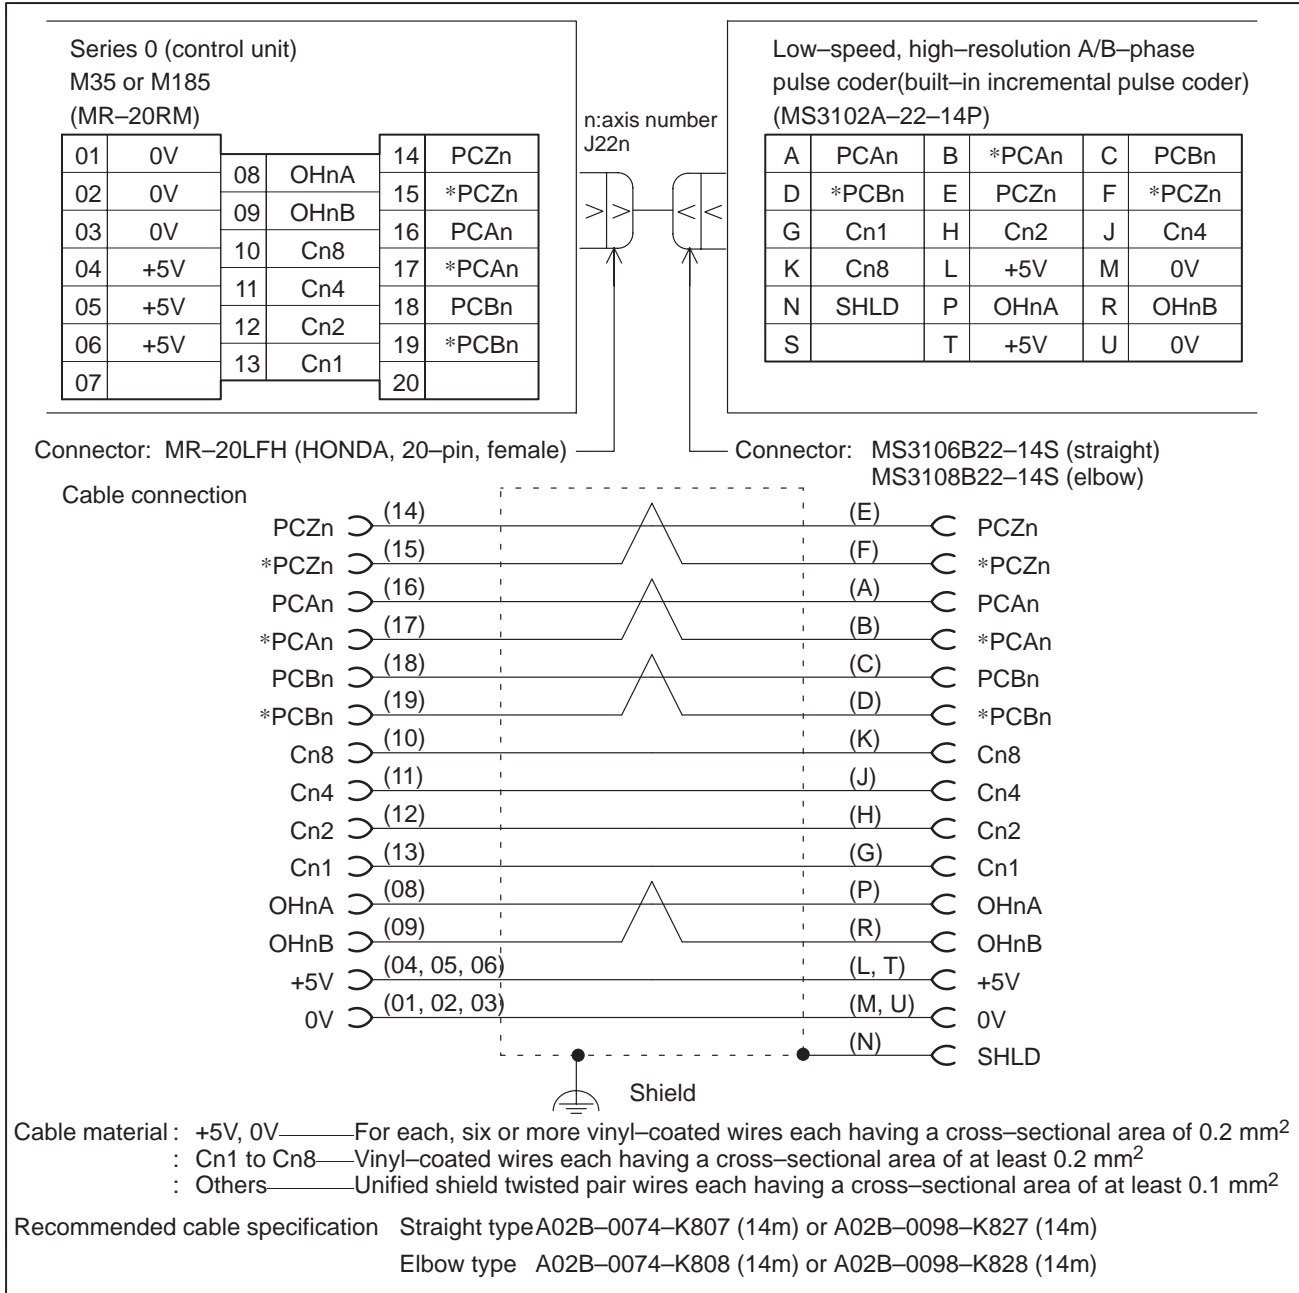 Series 0 (control unit)
M35 or M185
(MR–20RM)
01 0V
02 0V
03 0V
04 +5V
05 +5V
06 +5V
07
08 OHnA
09 OHnB
10 Cn8
11 Cn4
12 Cn2
13 Cn1
14 PCZn
15 *PCZn
16 PCAn
17 *PCAn
18 PCBn
19 *PCBn
20
n:axis number
J22n
Low–speed, high–resolution A/B–phase
pulse coder(built–in incremental pulse coder)
(MS3102A–22–14P)
A PCAn B *PCAn C PCBn
D *PCBn E PCZn F *PCZn
G Cn1 H Cn2 J Cn4
K Cn8 L +5V M 0V
N SHLD P OHnA R OHnB
S T +5V U 0V
Connector: MR–20LFH (HONDA, 20–pin, female)
Connector: MS3106B22–14S (straight)
MS3108B22–14S (elbow)
Cable connection
PCZn (14) (E) PCZn
*PCZn (15) (F) *PCZn
PCAn (16) (A) PCAn
*PCAn (17) (B) *PCAn
PCBn (18) (C) PCBn
*PCBn (19) (D) *PCBn
Cn8 (10) (K) Cn8
Cn4 (11) (J) Cn4
Cn2 (12) (H) Cn2
Cn1 (13) (G) Cn1
OHnA (08) (P) OHnA
OHnB (09) (R) OHnB
+5V (04, 05, 06) (L, T) +5V
0V (01, 02, 03) (M, U) 0V
(N) SHLD
Shield
Cable material : +5V, 0V For each, six or more vinyl–coated wires each having a cross–sectional area of 0.2 mm²
: Cn1 to Cn8 Vinyl–coated wires each having a cross–sectional area of at least 0.2 mm²
: Others Unified shield twisted pair wires each having a cross–sectional area of at least 0.1 mm²
Recommended cable specification Straight type A02B–0074–K807 (14m) or A02B–0098–K827 (14m)
Elbow type A02B–0074–K808 (14m) or A02B–0098–K828 (14m)